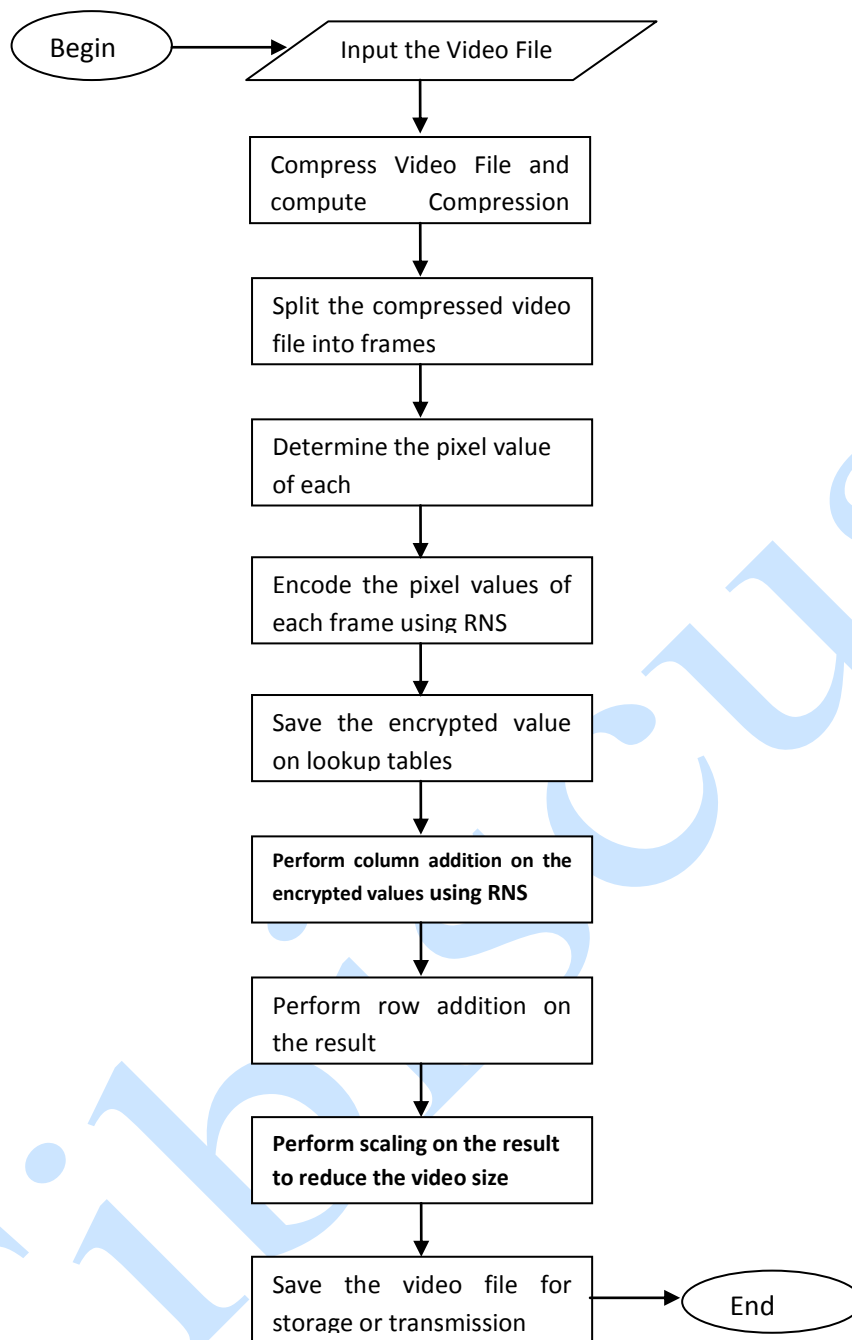 Begin
Input the Video File
Compress Video File and
compute Compression
Split the compressed video
file into frames
Determine the pixel value
of each
Encode the pixel values of
each frame using RNS
Save the encrypted value
on lookup tables
Perform column addition on the
encrypted values using RNS
Perform row addition on
the result
Perform scaling on the result
to reduce the video size
Save the video file for
storage or transmission
End